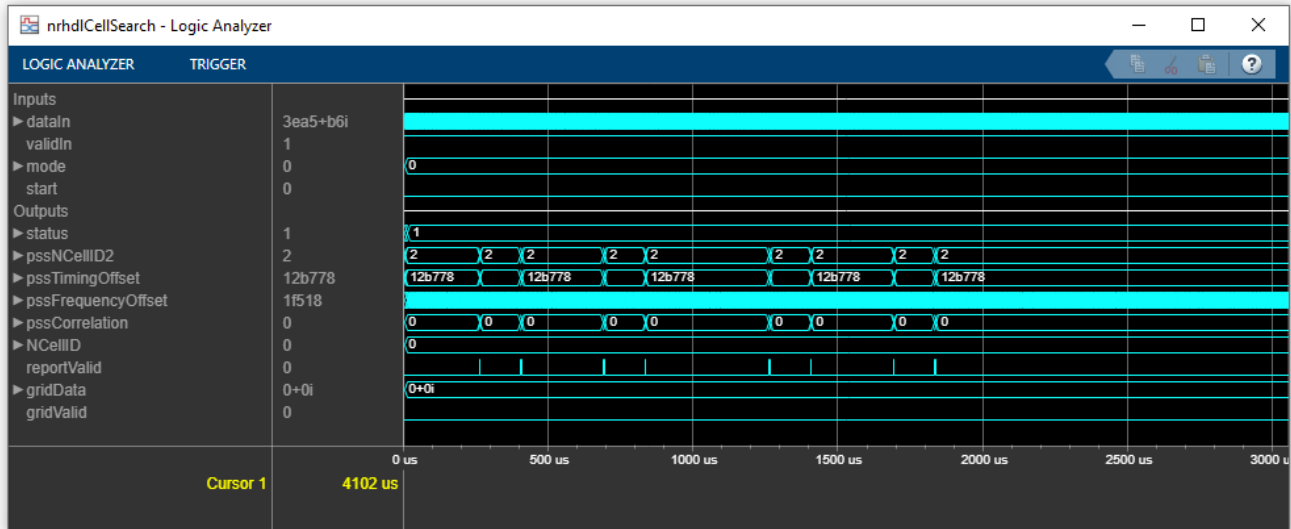 nrhdlCellSearch - Logic Analyzer
LOGIC ANALYZER TRIGGER
Inputs
dataIn 3ea5+b6i
validIn 1
mode 0 0
start 0
Outputs
status 1 1
pssNCellID2 2 2 2 2 2 2 2 2 2 2
pssTimingOffset 12b778 12b778 12b778 12b778 12b778 12b778
pssFrequencyOffset 1f518
pssCorrelation 0 0 0 0 0 0 0 0 0 0
NCellID 0 0
reportValid 0
gridData 0+0i 0+0i
gridValid 0
0 us 500 us 1000 us 1500 us 2000 us 2500 us 3000 u
Cursor 1 4102 us